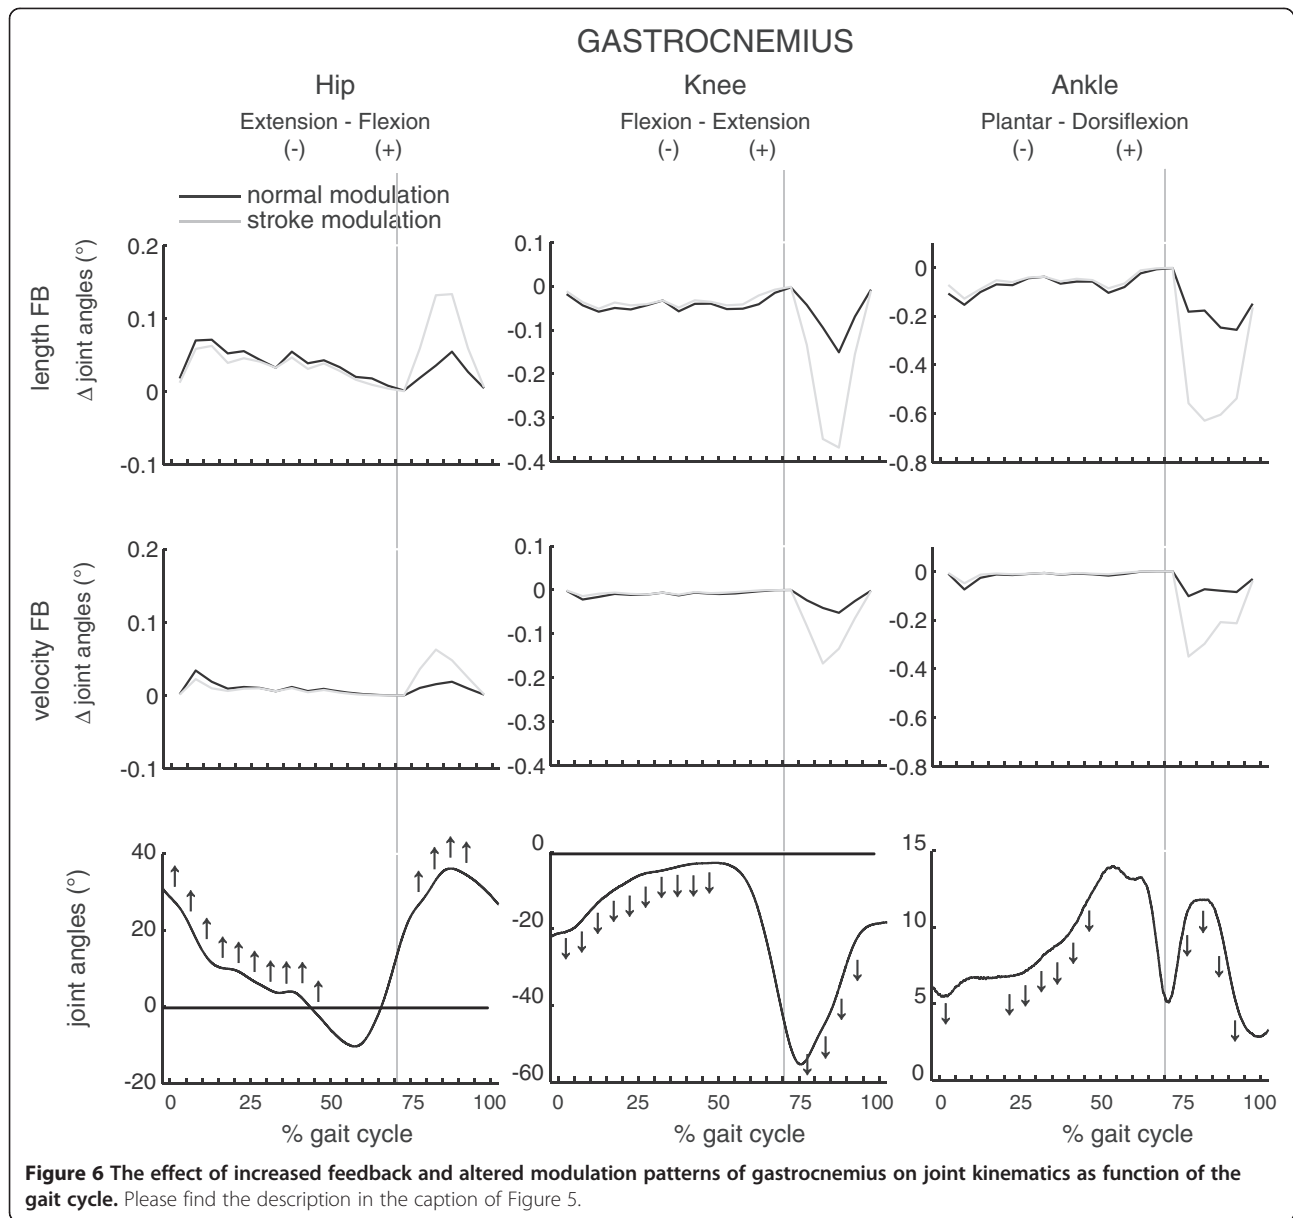 GASTROCNEMIUS
Hip
Knee
Ankle
Extension - Flexion
Flexion - Extension
Plantar - Dorsiflexion
(-) (+)
(-) (+)
(-) (+)
normal modulation
stroke modulation
length FB
Δ joint angles (°)
0.2
0.1
0
-0.1
0.1
0
-0.1
-0.2
-0.3
-0.4
0
-0.2
-0.4
-0.6
-0.8
velocity FB
Δ joint angles (°)
0.2
0.1
0
-0.1
0.1
0
-0.1
-0.2
-0.3
-0.4
0
-0.2
-0.4
-0.6
-0.8
joint angles (°)
40
20
0
-20
0
-20
-40
-60
15
10
5
0
0 25 50 75 100
0 25 50 75 100
0 25 50 75 100
% gait cycle
% gait cycle
% gait cycle
Figure 6 The effect of increased feedback and altered modulation patterns of gastrocnemius on joint kinematics as function of the
gait cycle. Please find the description in the caption of Figure 5.